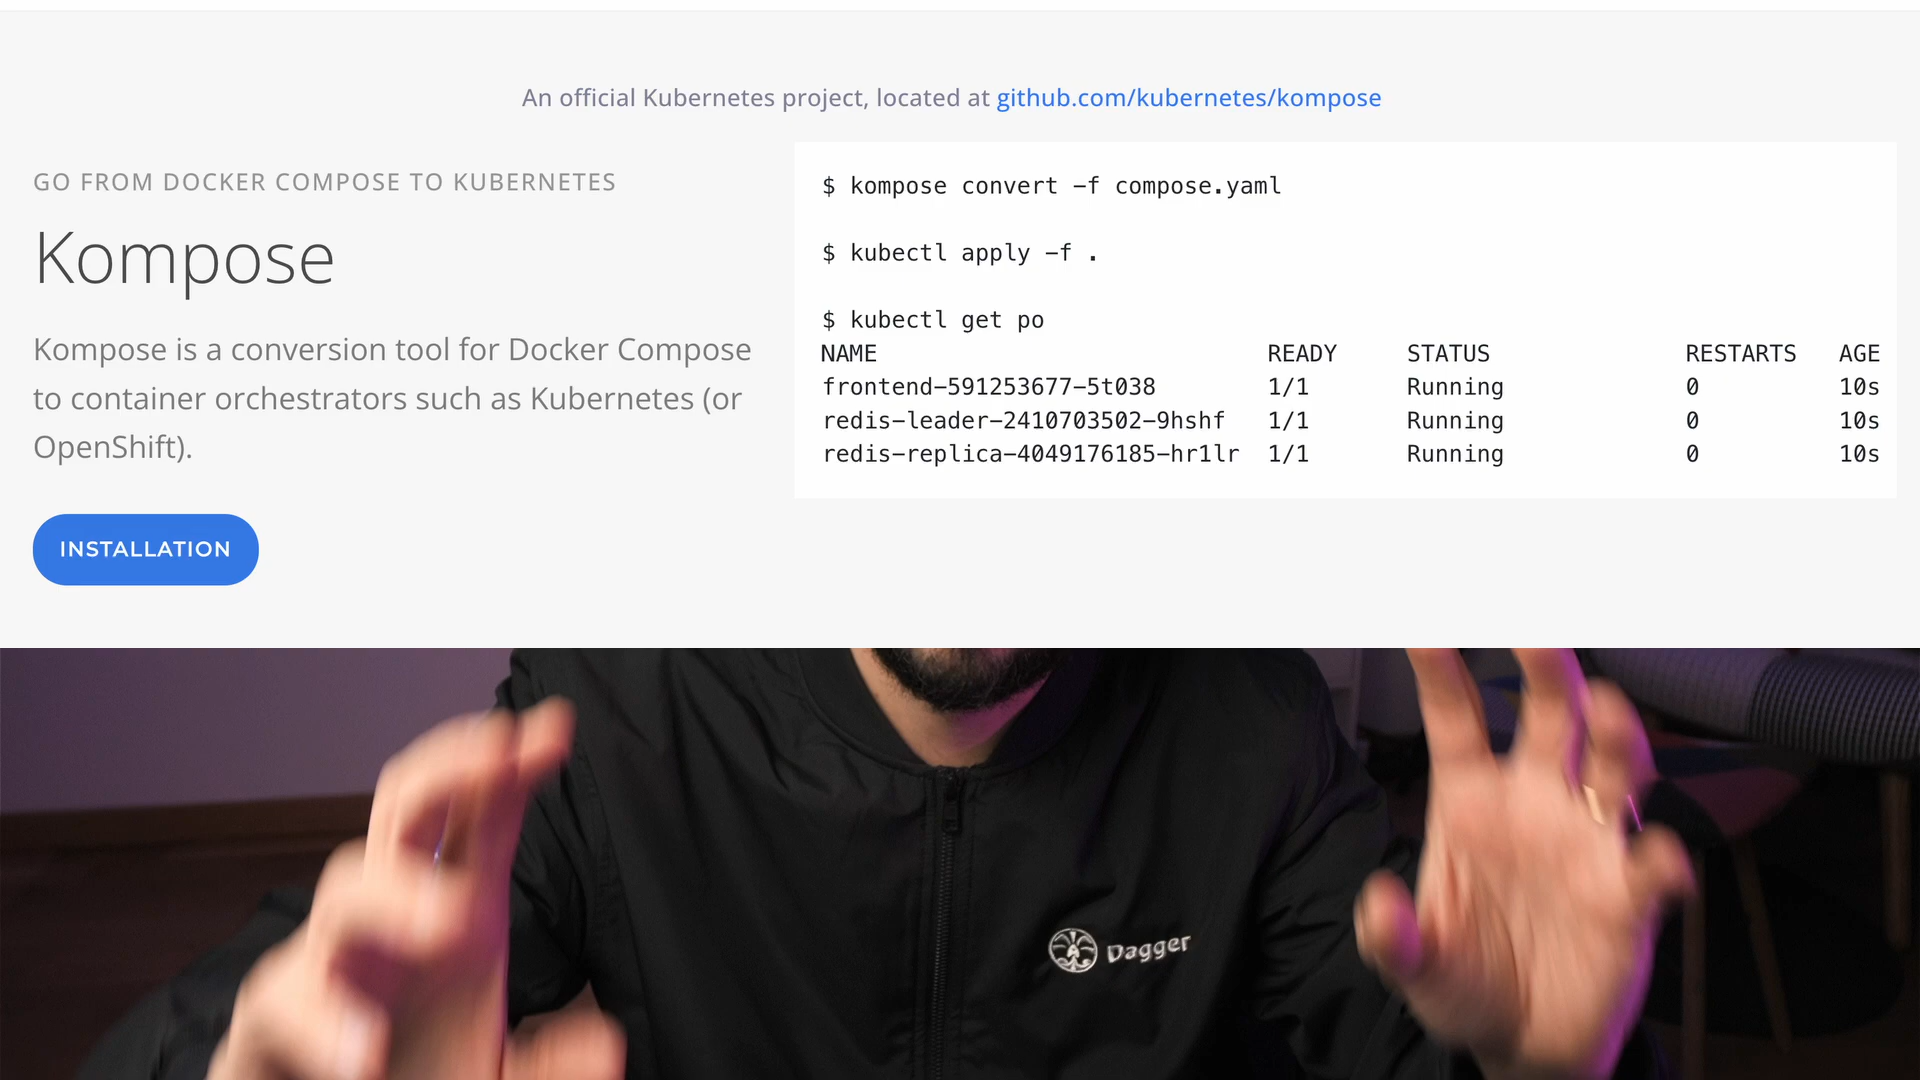 An official Kubernetes project, located at github.com/kubernetes/kompose
GO FROM DOCKER COMPOSE TO KUBERNETES
Kompose
Kompose is a conversion tool for Docker Compose
to container orchestrators such as Kubernetes (or
OpenShift).
INSTALLATION
$ kompose convert -f compose.yaml
$ kubectl apply -f .
$ kubectl get po
NAME READY STATUS RESTARTS AGE
frontend-591253677-5t038 1/1 Running 0 10s
redis-leader-2410703502-9hshf 1/1 Running 0 10s
redis-replica-4049176185-hr1lr 1/1 Running 0 10s
Dagger